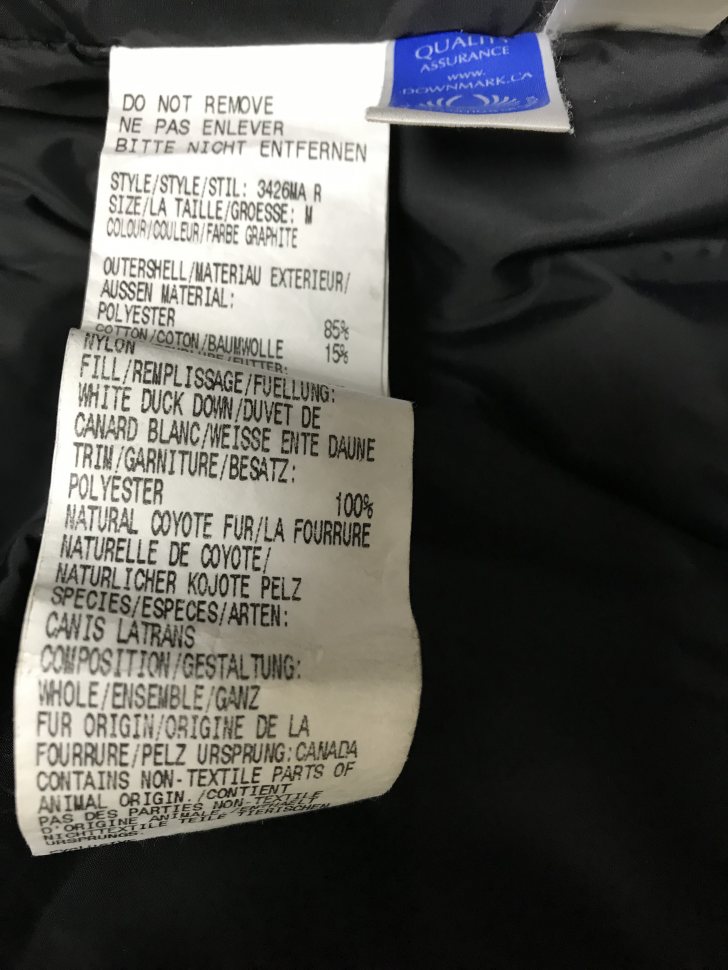 QUALITY
ASSURANCE
www.
DOWNMARK.CA
DO NOT REMOVE
NE PAS ENLEVER
BITTE NICHT ENTFERNEN
STYLE/STYLE/STIL: 3426MA R
SIZE/LA TAILLE/GROESSE: M
COLOUR/COULEUR/FARBE GRAPHITE
OUTERSHELL/MATERIAU EXTERIEUR/
AUSSEN MATERIAL:
POLYESTER 85%
COTTON/COTON/BAUMWOLLE 15%
NYLON
FILL/REMPLISSAGE/FUELLUNG:
WHITE DUCK DOWN/DUVET DE
CANARD BLANC/WEISSE ENTE DAUNE
TRIM/GARNITURE/BESATZ:
POLYESTER 100%
NATURAL COYOTE FUR/LA FOURRURE
NATURELLE DE COYOTE/
NATURLICHER KOJOTE PELZ
SPECIES/ESPECES/ARTEN:
CANIS LATRANS
COMPOSITION/GESTALTUNG:
WHOLE/ENSEMBLE/GANZ
FUR ORIGIN/ORIGINE DE LA
FOURRURE/PELZ URSPRUNG: CANADA
CONTAINS NON-TEXTILE PARTS OF
ANIMAL ORIGIN./CONTIENT
PAS DES PARTIES NON-TEXTILE
D'ORIGINE ANIMALE/ENTHAELT
NICHTTEXTILE TEILE TIERISCHEN
URSPRUNGS.